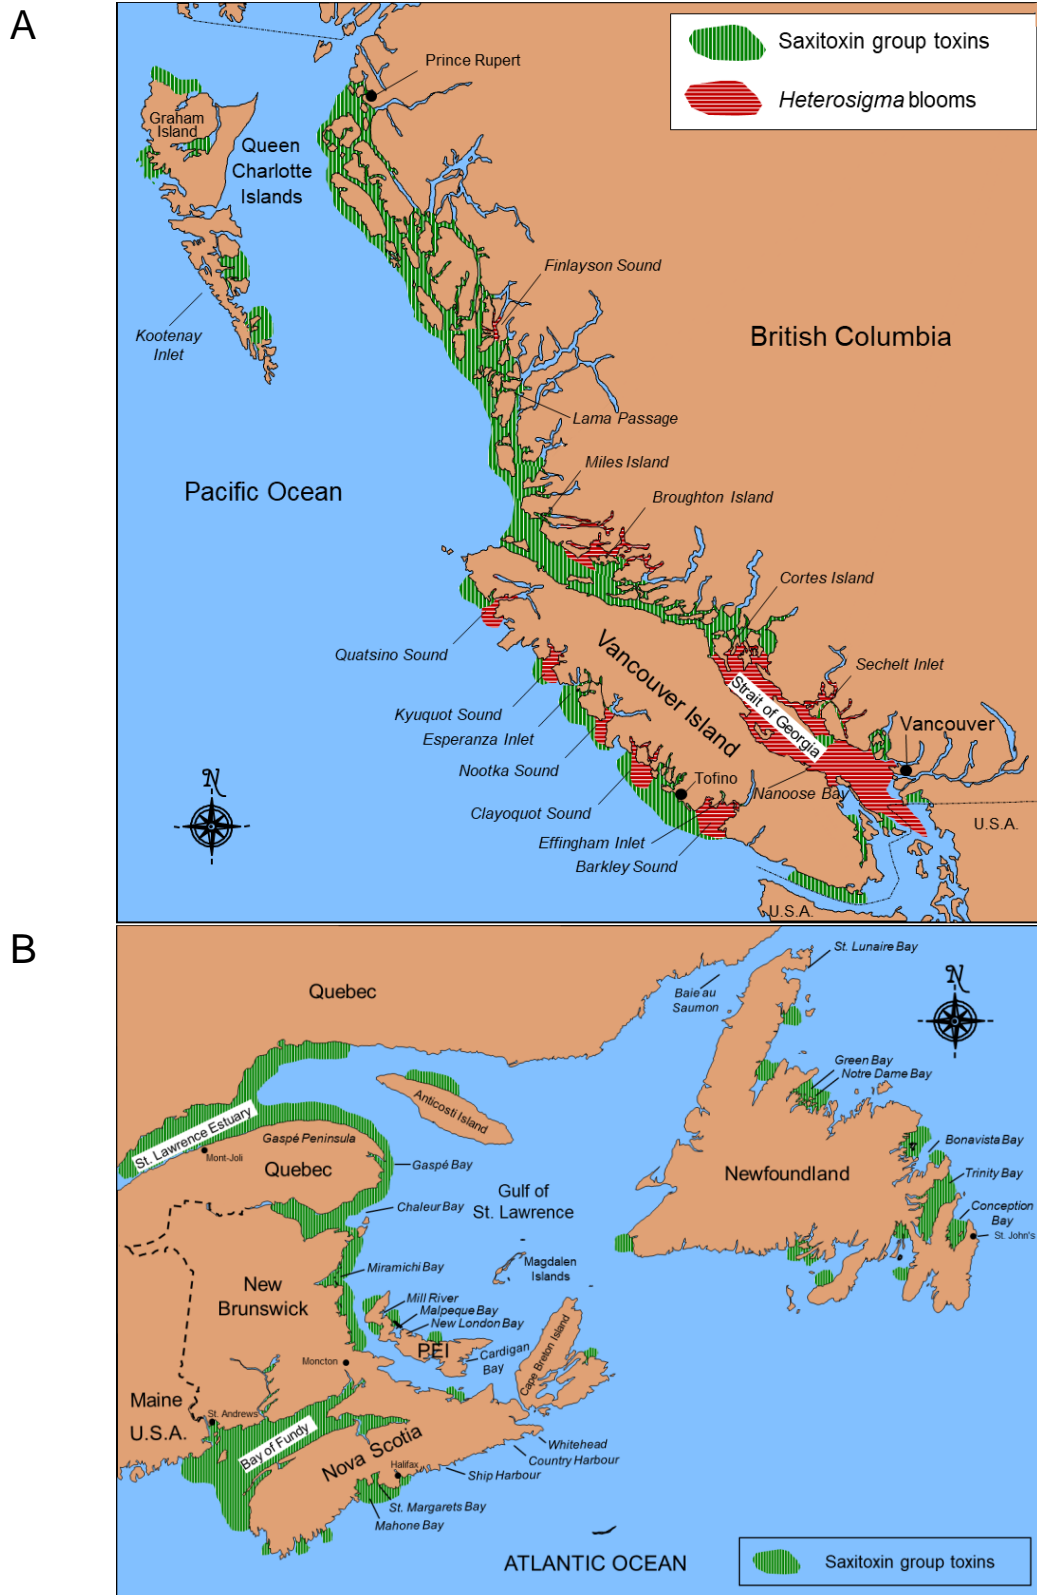 A
Saxitoxin group toxins
Heterosigma blooms
Prince Rupert
Graham
Island
Queen
Charlotte
Islands
Finlayson Sound
Kootenay
Inlet
British Columbia
Lama Passage
Miles Island
Pacific Ocean
Broughton Island
Cortes Island
Quatsino Sound
Vancouver Island
Sechelt Inlet
Strait of Georgia
Kyuquot Sound
Vancouver
Esperanza Inlet
Nootka Sound
Tofino
Nanoose Bay
Clayoquot Sound
U.S.A.
Effingham Inlet
Barkley Sound
N
U.S.A.
B
St. Lunaire Bay
Quebec
Baie au
Saumon
N
Green Bay
Notre Dame Bay
Anticosti Island
St. Lawrence Estuary
Gaspé Peninsula
Mont-Joli
Quebec
Gaspé Bay
Newfoundland
Bonavista Bay
Trinity Bay
Gulf of
St. Lawrence
Chaleur Bay
Conception
Bay
St. John's
Miramichi Bay
Magdalen
Islands
New
Brunswick
Mill River
Malpeque Bay
New London Bay
PEI
Cardigan
Bay
Cape Breton Island
Moncton
Maine
U.S.A.
St. Andrews
Bay of Fundy
Nova Scotia
Halifax
Whitehead
Country Harbour
Ship Harbour
St. Margarets Bay
Mahone Bay
ATLANTIC OCEAN
Saxitoxin group toxins